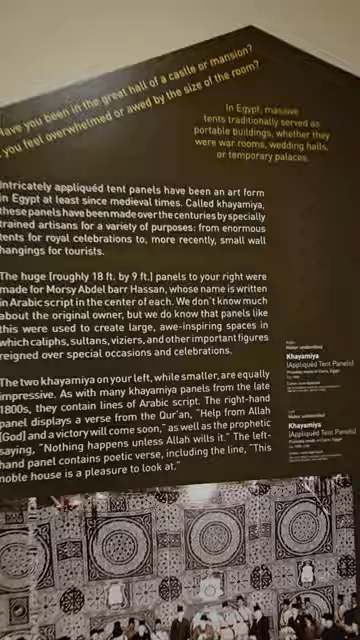 Have you been in the great hall of a castle or mansion?
you feel overwhelmed or awed by the size of the room?
In Egypt, massive
tents traditionally served as
portable buildings, whether they
were war rooms, wedding halls,
or temporary palaces.
Intricately appliquéd tent panels have been an art form
in Egypt at least since medieval times. Called khayamiya,
these panels have been made over the centuries by specially
trained artisans for a variety of purposes: from enormous
tents for royal celebrations to, more recently, small wall
hangings for tourists.
The huge [roughly 18 ft. by 9 ft.] panels to your right were
made for Morsy Abdel barr Hassan, whose name is written
in Arabic script in the center of each. We don't know much
about the original owner, but we do know that panels like
this were used to create large, awe-inspiring spaces in
which caliphs, sultans, viziers, and other important figures
reigned over special occasions and celebrations.
The two khayamiya on your left, while smaller, are equally
impressive. As with many khayamiya panels from the late
1800s, they contain lines of Arabic script. The right-hand
panel displays a verse from the Qur'an, "Help from Allah
[God] and a victory will come soon," as well as the prophetic
saying, "Nothing happens unless Allah wills it." The left-
hand panel contains poetic verse, including the line, "This
noble house is a pleasure to look at."
Khayamiya
(Appliquéd Tent Panels)
Khayamiya
(Appliquéd Tent Panels)